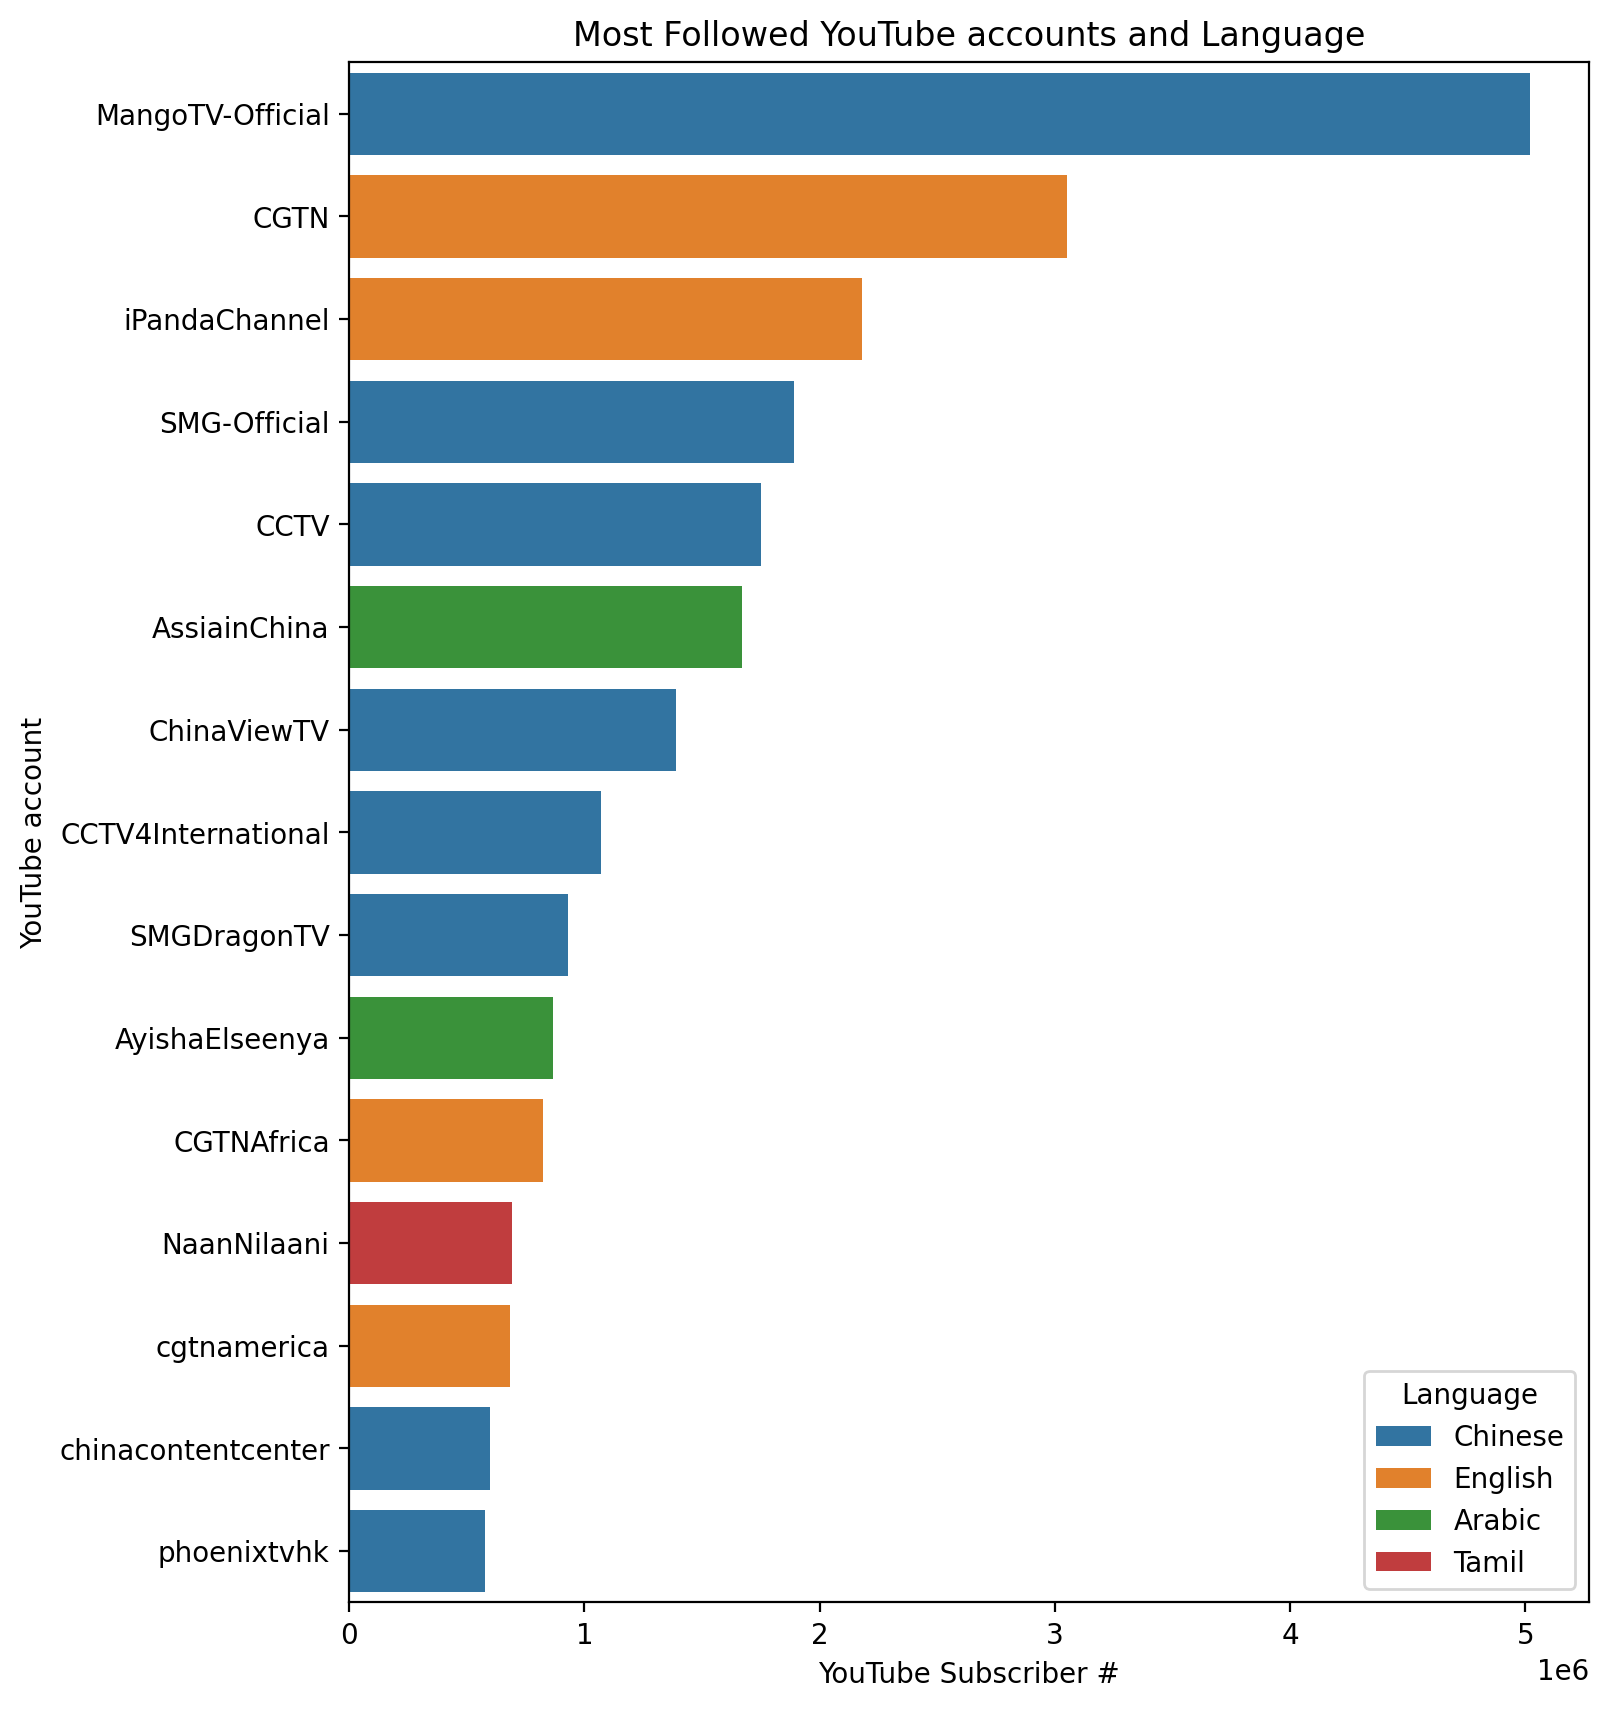 Most Followed YouTube accounts and Language
MangoTV-Official
CGTN
iPandaChannel
SMG-Official
CCTV
AssiainChina
ChinaViewTV
CCTV4International
SMGDragonTV
AyishaElseenya
CGTNAfrica
NaanNilaani
cgtnamerica
chinacontentcenter
phoenixtvhk
YouTube account
Language
Chinese
English
Arabic
Tamil
0 1 2 3 4 5
1e6
YouTube Subscriber #